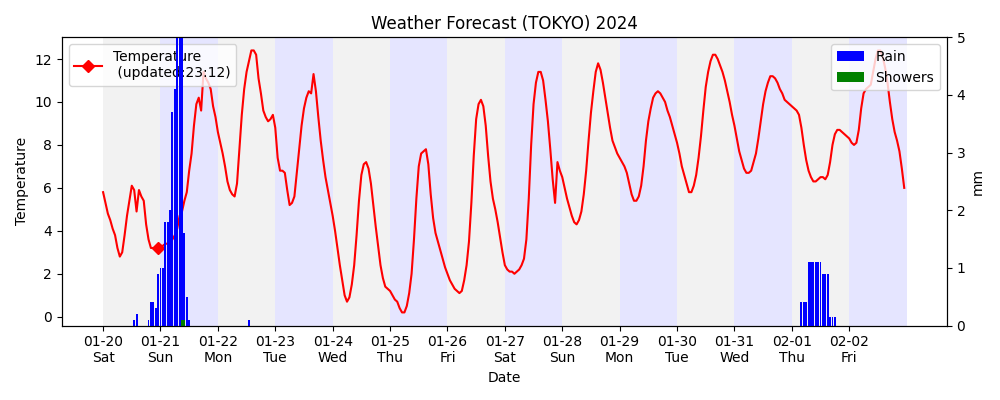 Weather Forecast (TOKYO) 2024
Temperature
(updated:23:12)
Rain
Showers
Temperature
12
10
8
6
4
2
0
5
4
3
2
1
0
mm
01-20 01-21 01-22 01-23 01-24 01-25 01-26 01-27 01-28 01-29 01-30 01-31 02-01 02-02
Sat Sun Mon Tue Wed Thu Fri Sat Sun Mon Tue Wed Thu Fri
Date